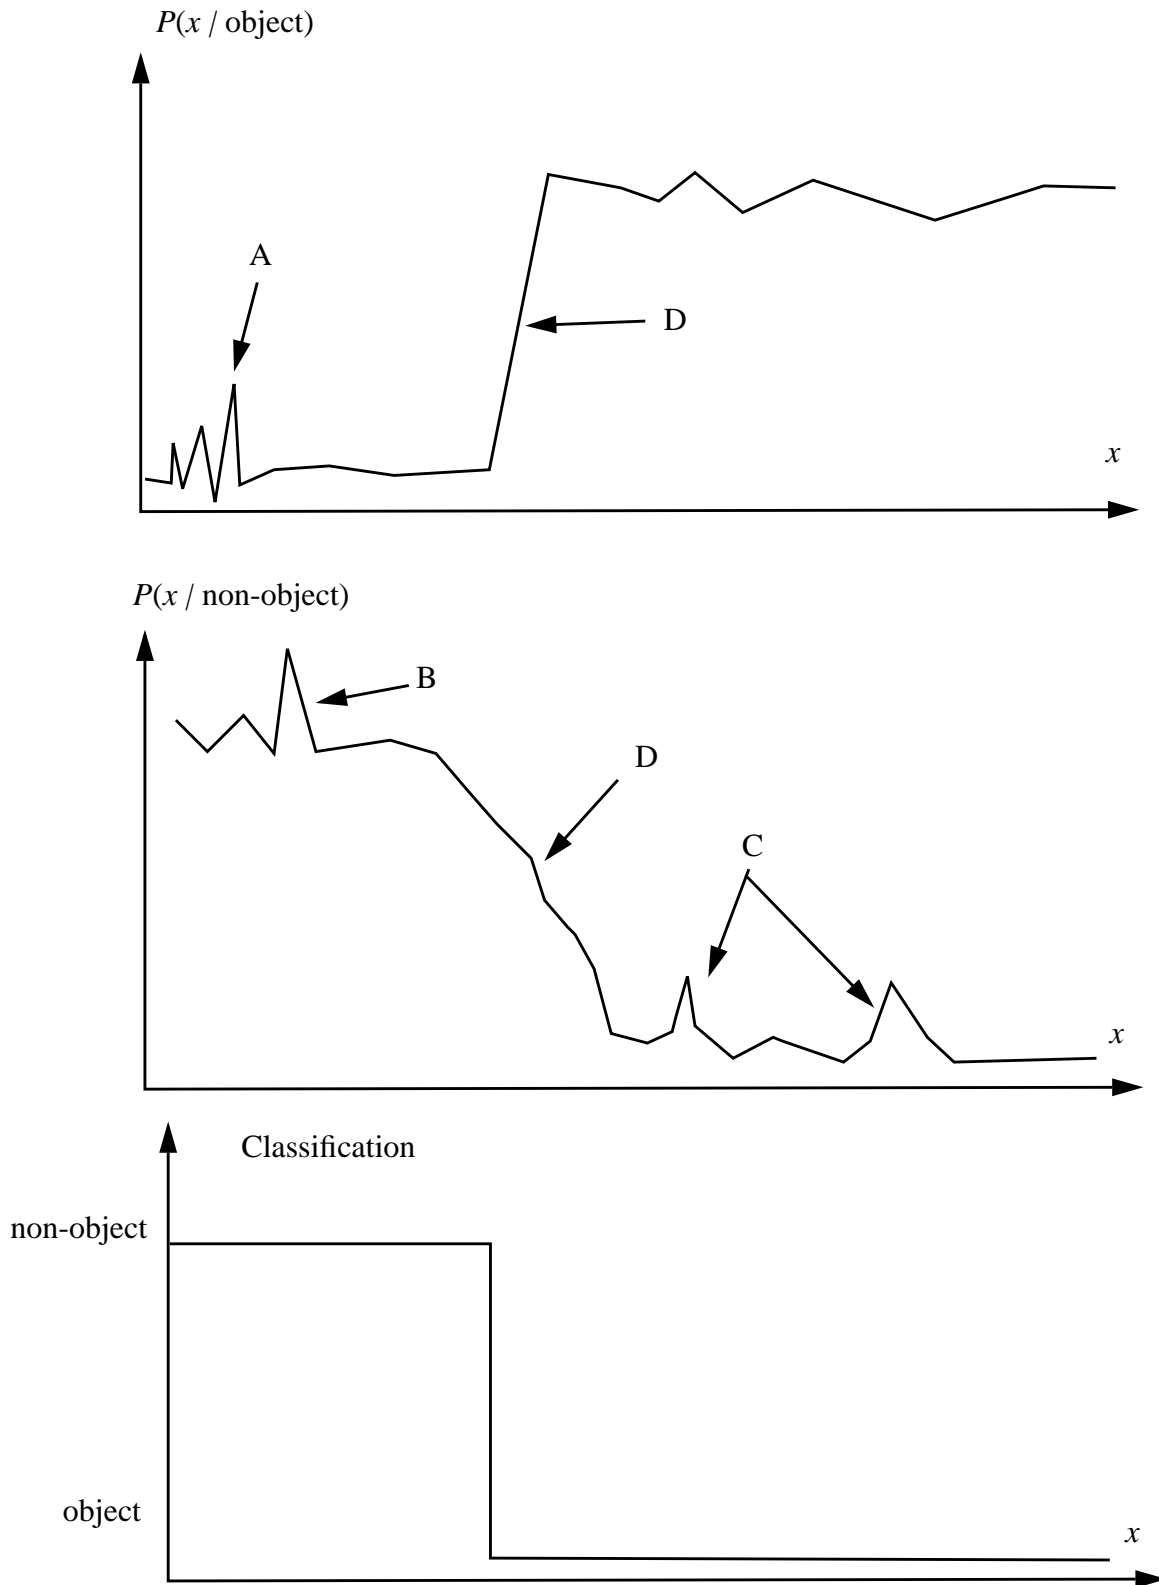 P(x / object)
A
D
x
P(x / non-object)
B
D
C
x
Classification
non-object
object
x